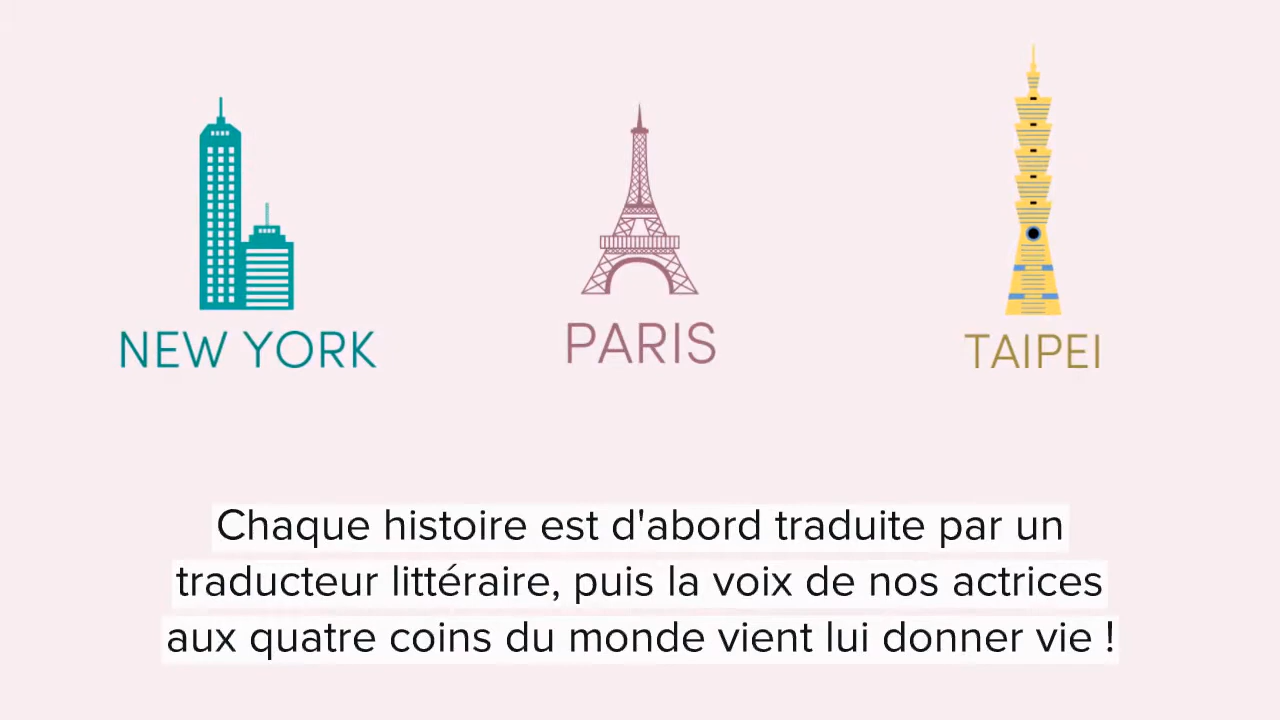 NEW YORK
PARIS
TAIPEI
Chaque histoire est d'abord traduite par un
traducteur littéraire, puis la voix de nos actrices
aux quatre coins du monde vient lui donner vie !